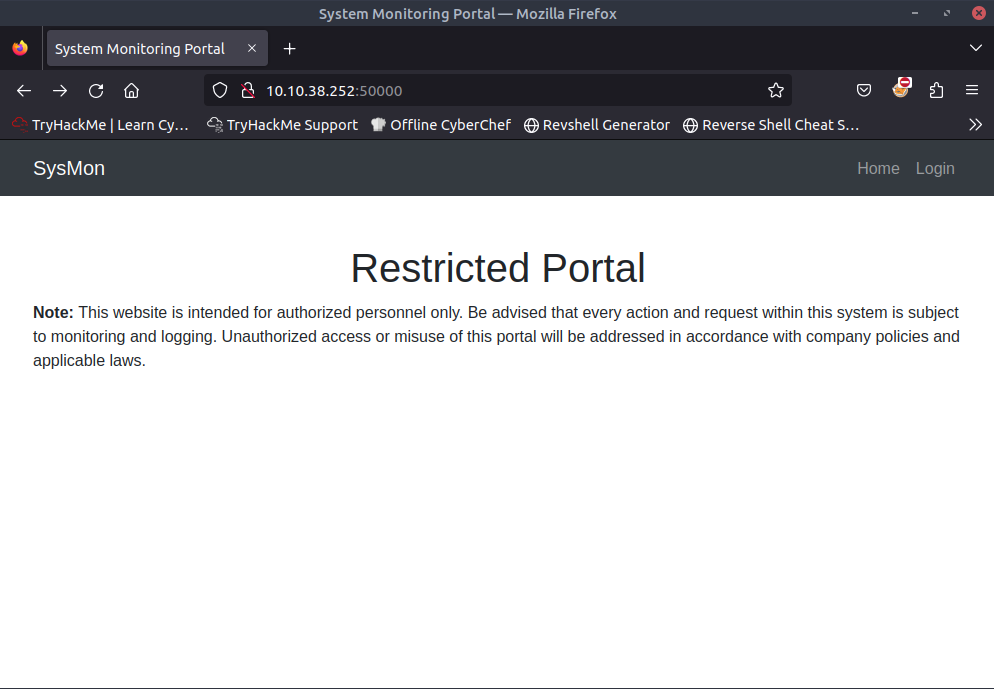 System Monitoring Portal — Mozilla Firefox
System Monitoring Portal
10.10.38.252:50000
TryHackMe | Learn Cy… TryHackMe Support Offline CyberChef Revshell Generator Reverse Shell Cheat S…
SysMon Home Login
Restricted Portal
Note: This website is intended for authorized personnel only. Be advised that every action and request within this system is subject
to monitoring and logging. Unauthorized access or misuse of this portal will be addressed in accordance with company policies and
applicable laws.